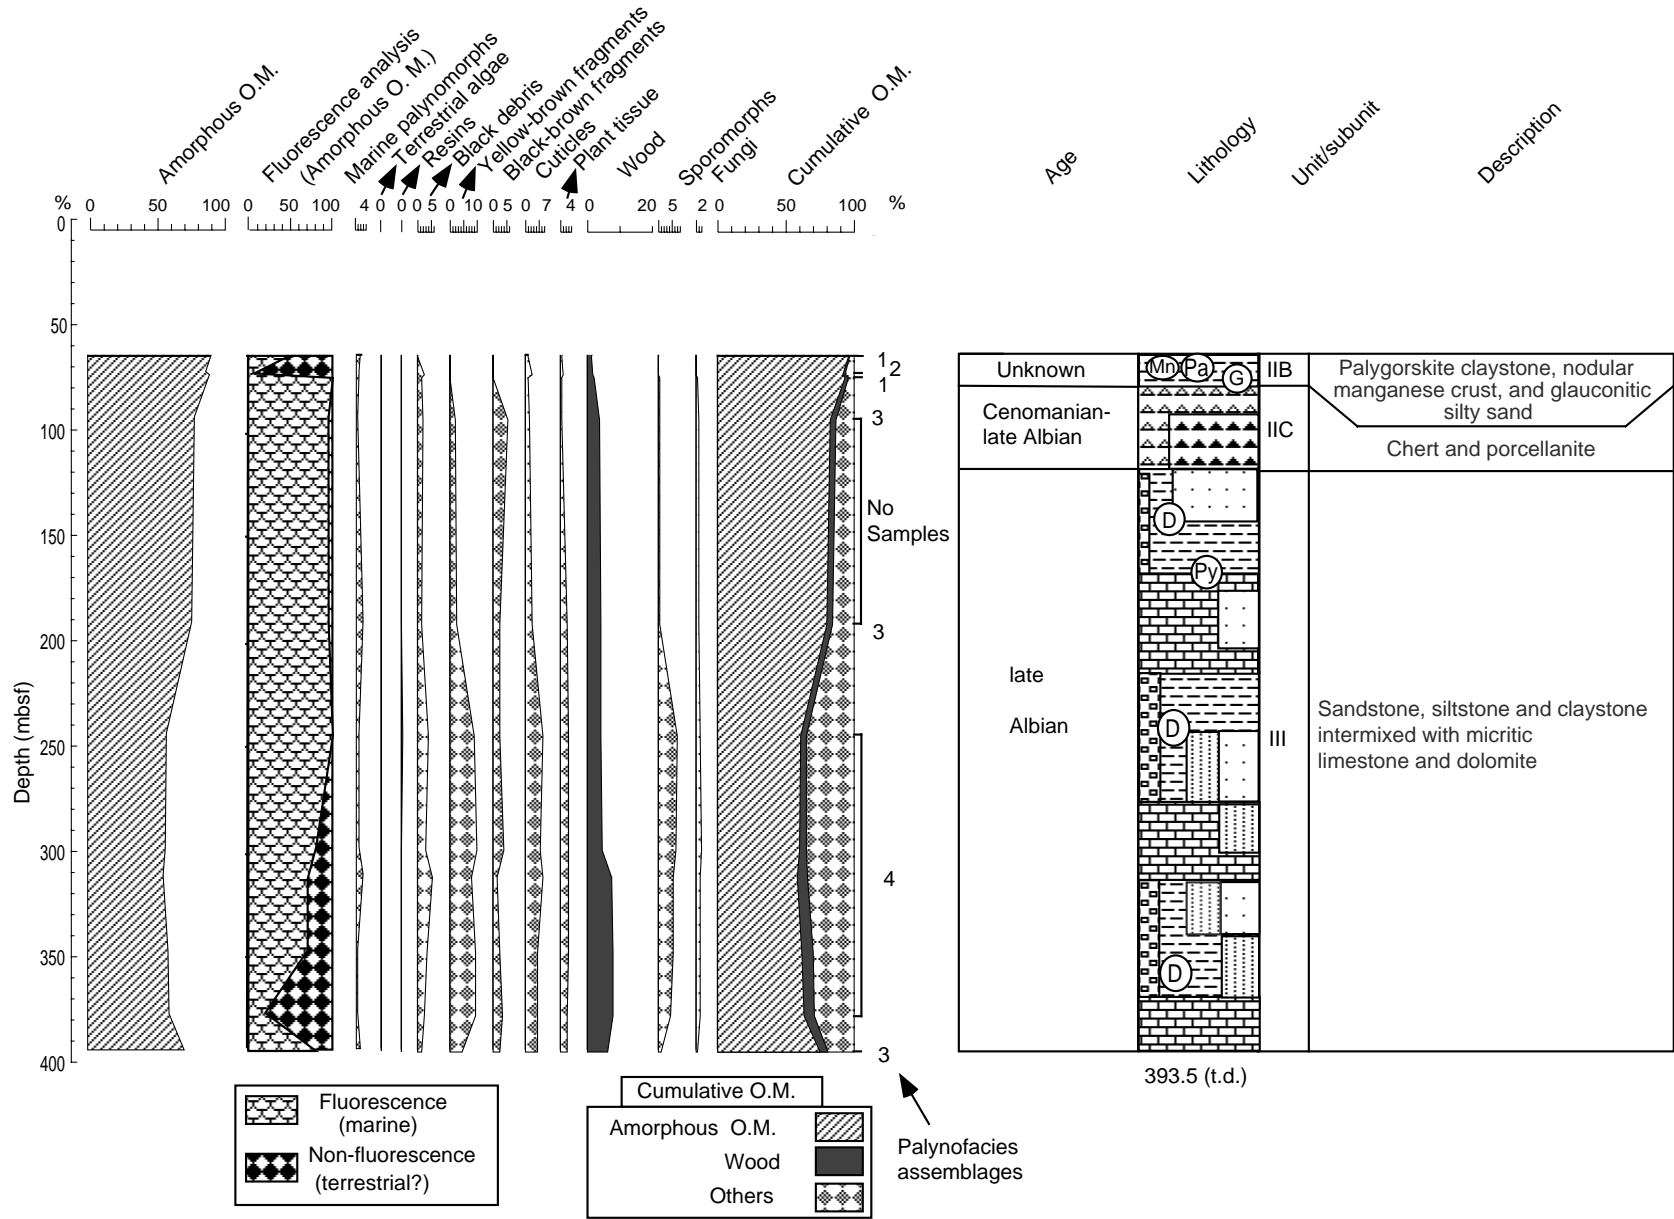 Amorphous O.M.
Fluorescence analysis
(Amorphous O. M.)
Marine palynomorphs
Terrestrial algae
Resins
Black debris
Yellow-brown fragments
Black-brown fragments
Cuticles
Plant tissue
Wood
Sporomorphs
Fungi
Cumulative O.M.
Age
Lithology
Unit/subunit
Description
% 0 50 100 0 50 100 4 0 0 0 5 0 10 0 5 0 7 4 0 20 5 2 0 50 100 %
0
50
100
150
200
250
300
350
400
Depth (mbsf)
1
2
1
3
No
Samples
3
4
3
Unknown
Mn Pa
G
IIB
Palygorskite claystone, nodular
manganese crust, and glauconitic
silty sand
Cenomanian-
late Albian
IIC
Chert and porcellanite
D
Py
late
Albian
D
III
Sandstone, siltstone and claystone
intermixed with micritic
limestone and dolomite
D
393.5 (t.d.)
Fluorescence
(marine)
Non-fluorescence
(terrestrial?)
Cumulative O.M.
Amorphous O.M.
Wood
Others
Palynofacies
assemblages